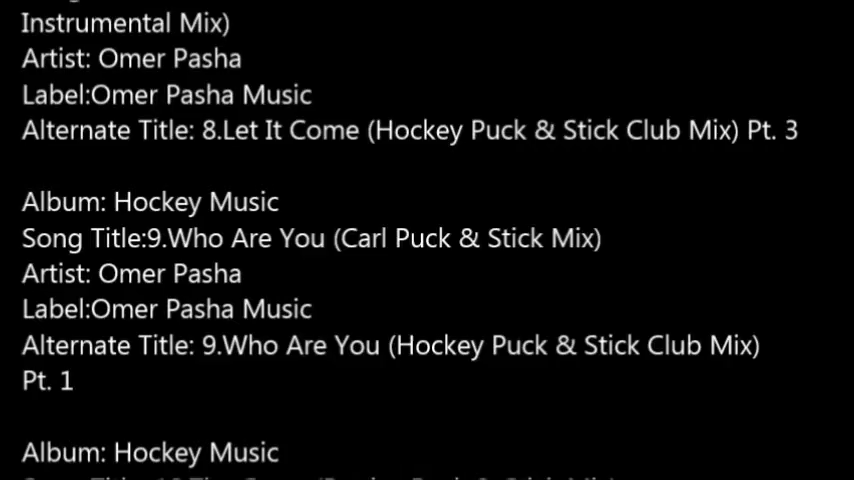 Instrumental Mix)
Artist: Omer Pasha
Label:Omer Pasha Music
Alternate Title: 8.Let It Come (Hockey Puck & Stick Club Mix) Pt. 3
Album: Hockey Music
Song Title:9.Who Are You (Carl Puck & Stick Mix)
Artist: Omer Pasha
Label:Omer Pasha Music
Alternate Title: 9.Who Are You (Hockey Puck & Stick Club Mix)
Pt. 1
Album: Hockey Music